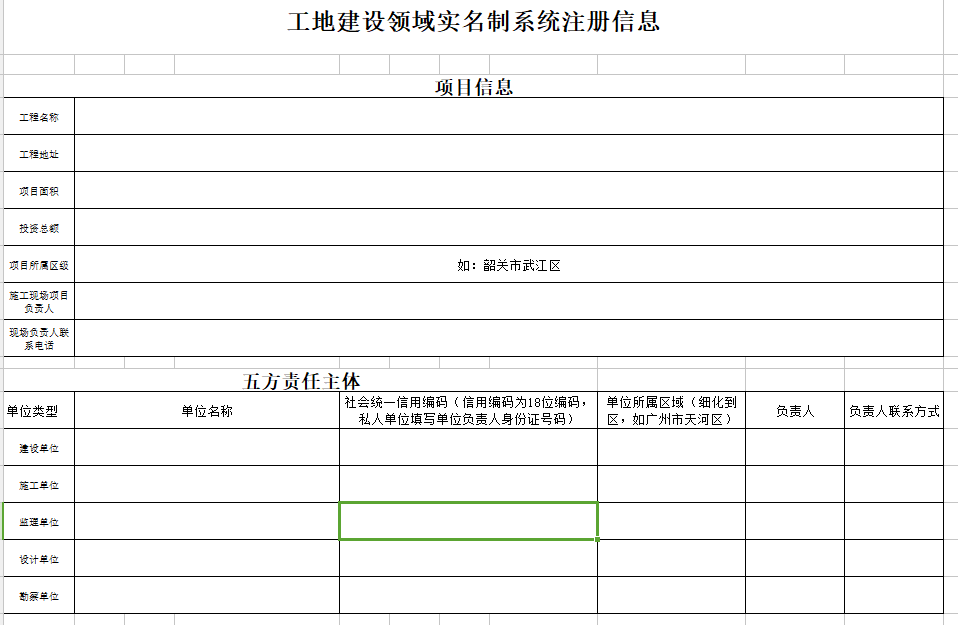 工地建设领域实名制系统注册信息
项目信息
工程名称
工程地址
项目面积
投资总额
项目所属区级
如：韶关市武江区
施工现场项目
负责人
现场负责人联
系电话
五方责任主体
单位类型
单位名称
社会统一信用编码（信用编码为18位编码，
私人单位填写单位负责人身份证号码）
单位所属区域（细化到
区，如广州市天河区）
负责人
负责人联系方式
建设单位
施工单位
监理单位
设计单位
勘察单位